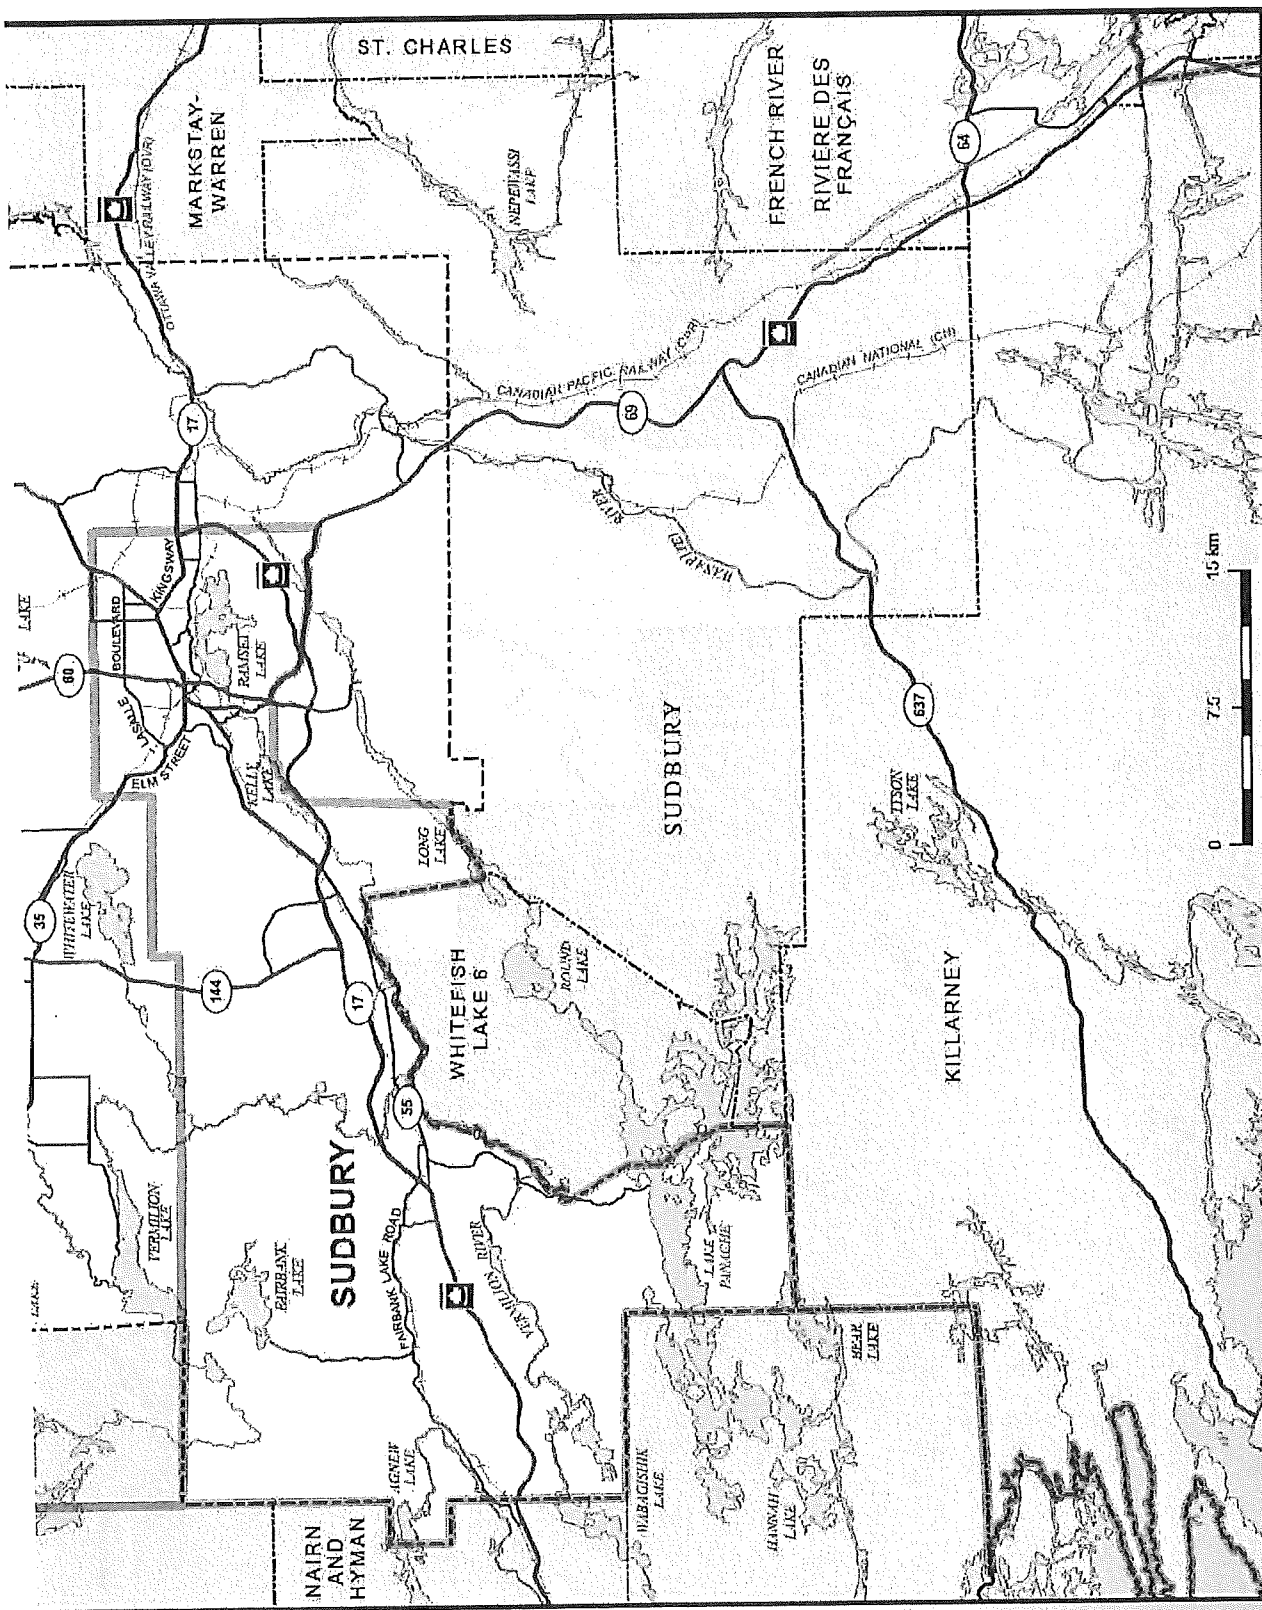 LAKE
LAKE
VERMILION
LAKE
WHITEWATER
LAKE
35
144
80
LASALLE
BOULEVARD
KINGSWAY
ELM STREET
RAMSEY
LAKE
KELLY
LAKE
17
OTTAWA VALLEY RAILWAY (OVR)
MARKSTAY-
WARREN
ST. CHARLES
NAIRN
AND
HYMAN
AGNEW
LAKE
FAIRBANK
LAKE
SUDBURY
FAIRBANK LAKE ROAD
VERMILION RIVER
55
17
WHITEFISH
LAKE 6
LONG
LAKE
ROUND
LAKE
NEPEWASSI
LAKE
CANADIAN PACIFIC RAILWAY (CPR)
69
WANAPITEI
RIVER
SUDBURY
WABAGISHIK
LAKE
LAKE
PANACHE
HANNAH
LAKE
BEAR
LAKE
CANADIAN NATIONAL (CN)
FRENCH RIVER
RIVIÈRE DES
FRANÇAIS
64
TYSON
LAKE
637
KILLARNEY
0 7.5 15 km